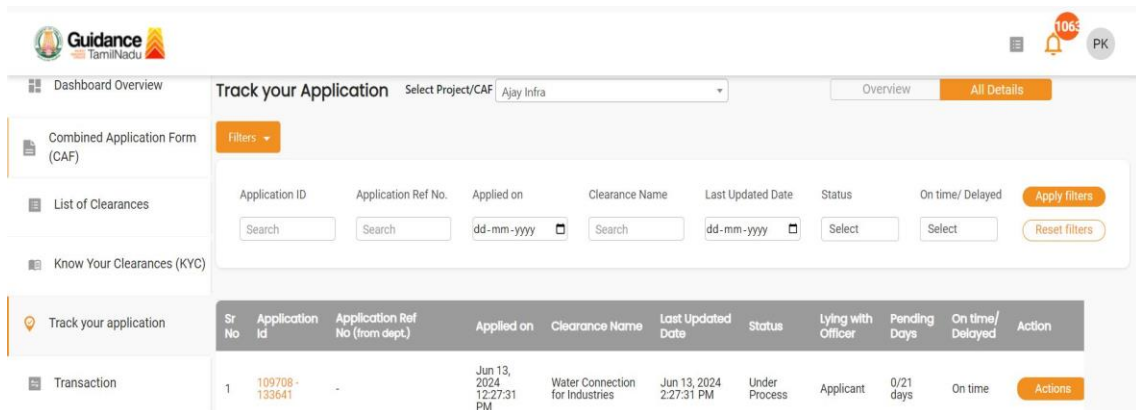 Guidance
TamilNadu
1063
PK
Dashboard Overview
Combined Application Form
(CAF)
List of Clearances
Know Your Clearances (KYC)
Track your application
Transaction
Track your Application Select Project/CAF Ajay Infra
Overview All Details
Filters
Application ID Application Ref No. Applied on Clearance Name Last Updated Date Status On time/ Delayed Apply filters
Search Search dd-mm-yyyy Search dd-mm-yyyy Select Select Reset filters
Sr No Application Id Application Ref No (from dept.) Applied on Clearance Name Last Updated Date Status Lying with Officer Pending Days On time/ Delayed Action
1 109708 - 133641 - Jun 13, 2024 12:27:31 PM Water Connection for Industries Jun 13, 2024 2:27:31 PM Under Process Applicant 0/21 days On time Actions